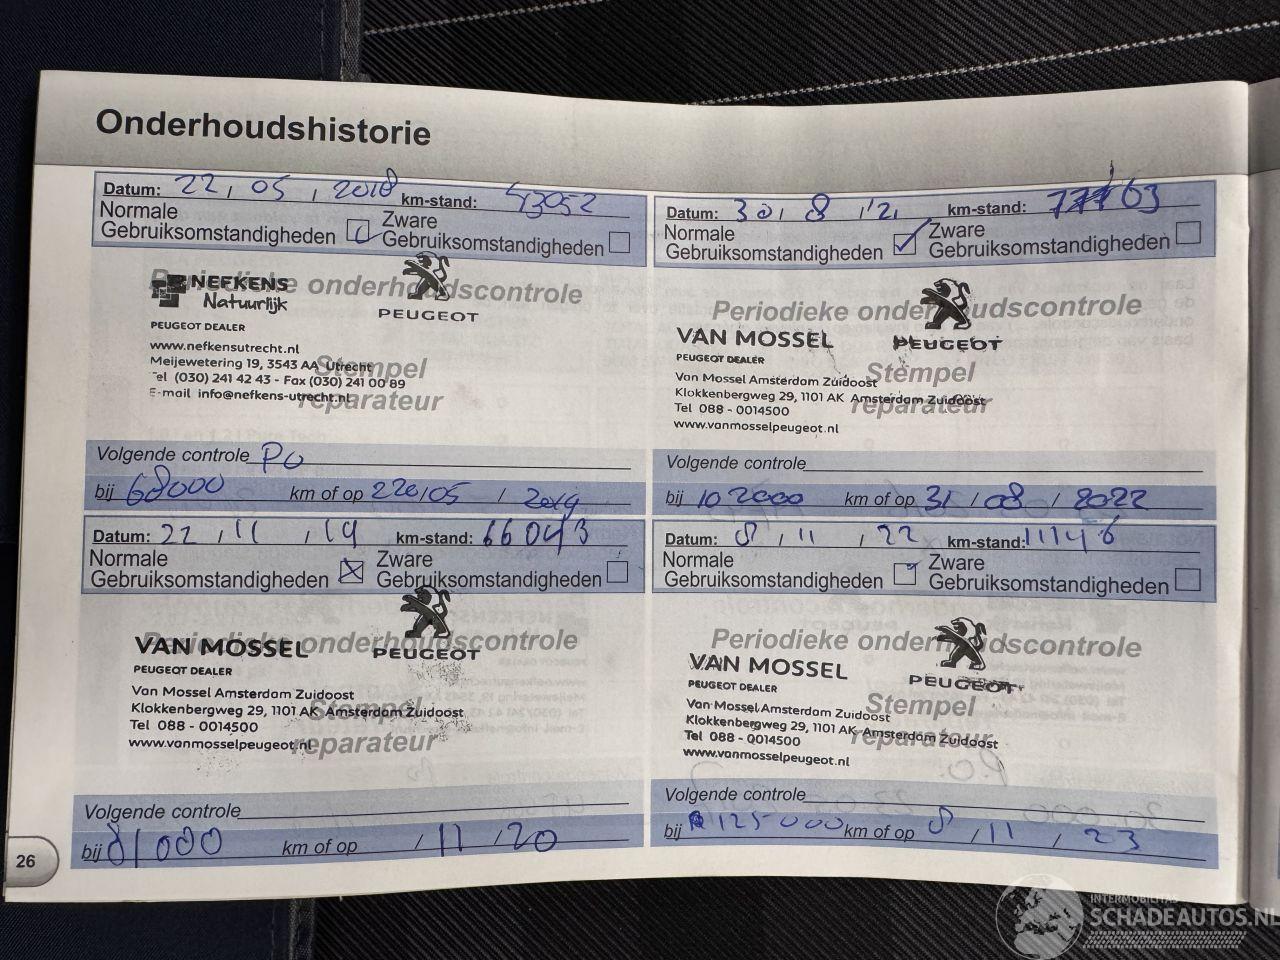 Onderhoudshistorie
Datum: 22, 05, 2018 km-stand: 43052
Normale Gebruiksomstandigheden
Zware Gebruiksomstandigheden
Periodieke onderhoudscontrole
NEFKENS
Natuurlijk
PEUGEOT
PEUGEOT DEALER
www.nefkensutrecht.nl
Meijewetering 19, 3543 AA Utrecht
Tel (030) 241 42 43 - Fax (030) 241 00 89
E-mail info@nefkens-utrecht.nl
Stempel
reparateur
Volgende controle PO
bij 68000 km of op 05 / 2019
Datum: 30, 8, '21 km-stand:
Normale Gebruiksomstandigheden
Zware Gebruiksomstandigheden
Periodieke onderhoudscontrole
VAN MOSSEL
PEUGEOT
PEUGEOT DEALER
Van Mossel Amsterdam Zuidoost
Klokkenbergweg 29, 1101 AK Amsterdam Zuidoost
Tel 088 - 0014500
www.vanmosselpeugeot.nl
Stempel
reparateur
Volgende controle
bij 102000 km of op 31 / 08 / 2022
Datum: 22, 11, 19 km-stand: 66043
Normale Gebruiksomstandigheden
Zware Gebruiksomstandigheden
Periodieke onderhoudscontrole
VAN MOSSEL
PEUGEOT
PEUGEOT DEALER
Van Mossel Amsterdam Zuidoost
Klokkenbergweg 29, 1101 AK Amsterdam Zuidoost
Tel 088 - 0014500
www.vanmosselpeugeot.nl
Stempel
reparateur
Volgende controle
bij 81000 km of op / 11 / 20
Datum: 8, 11, 22 km-stand: 111146
Normale Gebruiksomstandigheden
Zware Gebruiksomstandigheden
Periodieke onderhoudscontrole
VAN MOSSEL
PEUGEOT
PEUGEOT DEALER
Van Mossel Amsterdam Zuidoost
Klokkenbergweg 29, 1101 AK Amsterdam Zuidoost
Tel 088 - 0014500
www.vanmosselpeugeot.nl
Stempel
reparateur
Volgende controle
bij 125000 km of op 8 / 11 / 23
26
INTERMOBILITAS
SCHADEAUTOS.NL